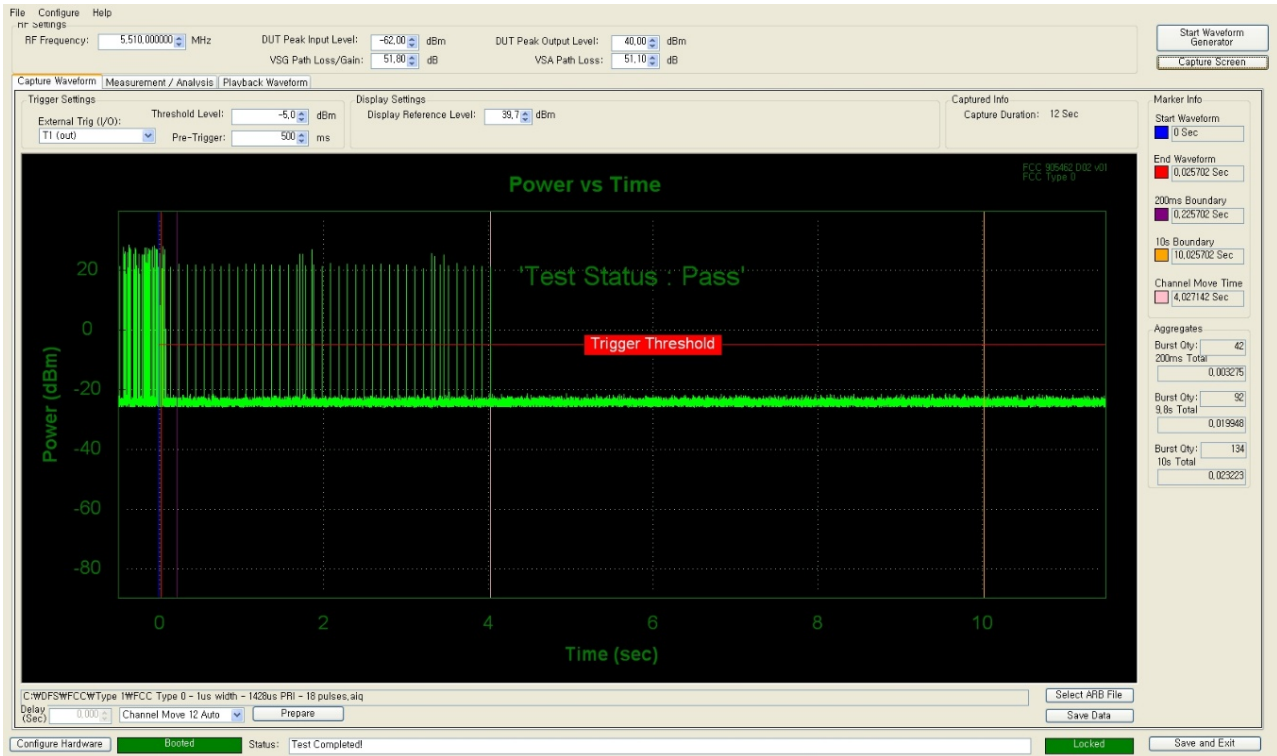 File Configure Help
RF Settings
RF Frequency: 5,510,000000 MHz DUT Peak Input Level: -62,00 dBm DUT Peak Output Level: 40,00 dBm
VSG Path Loss/Gain: 51,80 dB VSA Path Loss: 51,10 dB
Start Waveform Generator
Capture Screen
Capture Waveform Measurement / Analysis Playback Waveform
Trigger Settings
External Trig (I/O): Threshold Level: -5,0 dBm
T1 (out) Pre-Trigger: 500 ms
Display Settings
Display Reference Level: 39,7 dBm
Captured Info
Capture Duration: 12 Sec
Marker Info
Start Waveform
0 Sec
End Waveform
0,025702 Sec
200ms Boundary
0,225702 Sec
10s Boundary
10,025702 Sec
Channel Move Time
4,027142 Sec
Aggregates
Burst Qty: 42
200ms Total
0,003275
Burst Qty: 92
9,8s Total
0,019948
Burst Qty: 134
10s Total
0,023223
FCC 905462 D02 v01
FCC Type 0
Power vs Time
'Test Status : Pass'
Trigger Threshold
Power (dBm)
20
0
-20
-40
-60
-80
0 2 4 6 8 10
Time (sec)
C:₩DFS₩FCC₩Type 1₩FCC Type 0 - 1us width - 1428us PRI - 18 pulses,aiq
Select ARB File
Delay (Sec) 0,000 Channel Move 12 Auto Prepare
Save Data
Configure Hardware Booted Status: Test Completed! Locked Save and Exit